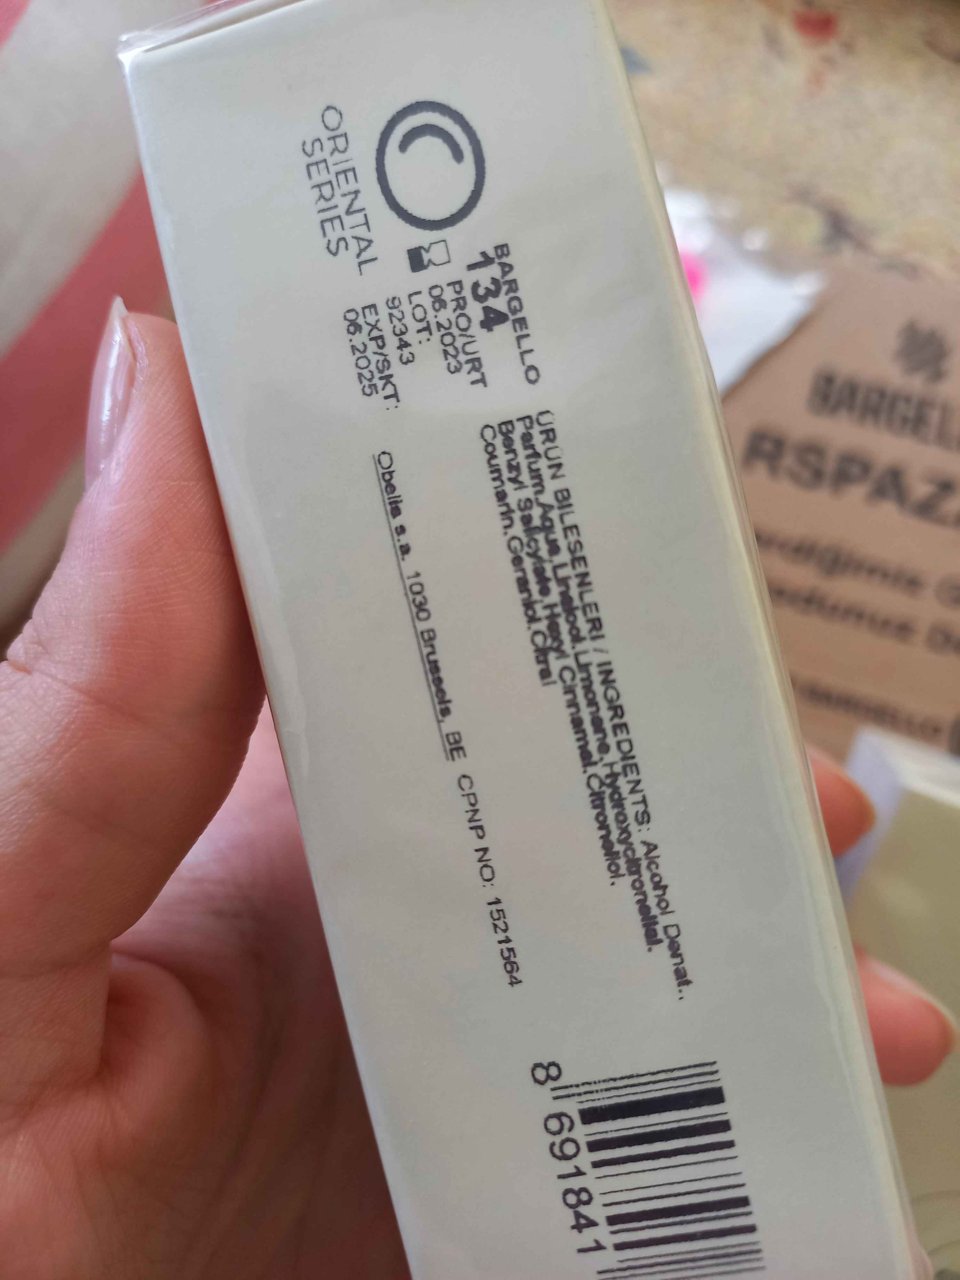 ORIENTAL
SERIES
BARGELLO
134
PRO/URT
06.2023
LOT:
92343
EXP/SKT:
06.2025
ÜRÜN BILESENLERI / INGREDIENTS: Alcohol Denat.,
Parfum, Aqua, Linalool, Limonene, Hydroxycitronellal.
Benzyl Salicylate, Hexyl Cinnamal, Citronellol.
Coumarin, Geraniol, Citral
Obelis s.a. 1030 Brussels, BE CPNP NO: 1521564
8 691841
BARGEL
RSPAZA